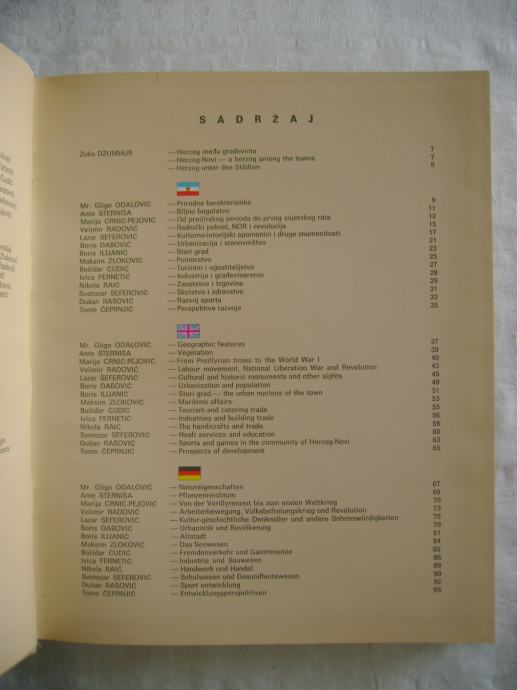 SADRŽAJ
Zuko DŽUMHUR — Herceg među gradovima 7
— Herceg-Novi — a herzog among the towns 7
— Herzog unter den Städten 8
Mr. Gligo ODALOVIĆ — Prirodne karakteristike 9
Ante STERNIŠA — Biljno bogatstvo 11
Marija CRNIĆ-PEJOVIĆ — Od preilirskog perioda do prvog svjetskog rata 12
Velimir RADOVIĆ — Radnički pokret, NOR i revolucija 15
Lazar SEFEROVIĆ — Kulturno-istorijski spomenici i druge znamenitosti 17
Boris DABOVIĆ — Urbanizacija i stanovništvo 21
Boris ILIJANIĆ — Stari grad 23
Maksim ZLOKOVIĆ — Pomorstvo 25
Božidar ĆUDIĆ — Turizam i ugostiteljstvo 27
Ivica FERNETIĆ — Industrija i građevinarstvo 28
Nikola RAIĆ — Zanatstvo i trgovina 29
Svetozar SEFEROVIĆ — Školstvo i zdravstvo 31
Dušan RAŠOVIĆ — Razvoj sporta 33
Tomo ČEPRNJIĆ — Perspektive razvoja 35
Mr. Gligo ODALOVIĆ — Geographic features 37
Ante STERNIŠA — Vegetation 39
Marija CRNIĆ-PEJOVIĆ — From Preillyrian times to the World War I 40
Velimir RADOVIĆ — Labour movement, National Liberation War and Revolution 43
Lazar SEFEROVIĆ — Cultural and historic monuments and other sights 45
Boris DABOVIĆ — Urbanization and population 49
Boris ILIJANIĆ — Stari grad — the urban nucleus of the town 51
Maksim ZLOKOVIĆ — Maritime affairs 53
Božidar ĆUDIĆ — Tourism and catering trade 55
Ivica FERNETIĆ — Industries and building trade 56
Nikola RAIĆ — The handicrafts and trade 58
Svetozar SEFEROVIĆ — Healt services and education 60
Dušan RAŠOVIĆ — Sports and games in the community of Herceg-Novi 63
Tomo ČEPRNJIĆ — Prospects of development 65
Mr. Gligo ODALOVIĆ — Natureigenschaften 67
Ante STERNIŠA — Pflanzenreichtum 69
Marija CRNIĆ-PEJOVIĆ — Von der Vorillyrenzeit bis zum ersten Weltkrieg 70
Velimir RADOVIĆ — Arbeiterbewegung, Volksbefreiungskrieg und Revolution 73
Lazar SEFEROVIĆ — Kultur-geschichtliche Denkmäler und andere Sehenswürdigkeiten 75
Boris DABOVIĆ — Urbanistik und Bevölkerung 79
Boris ILIJANIĆ — Altstadt 81
Maksim ZLOKOVIĆ — Das Seewesen 84
Božidar ĆUDIĆ — Fremdenverkehr und Gastronomie 85
Ivica FERNETIĆ — Industrie und Bauwesen 86
Nikola RAIĆ — Handwerk und Handel 89
Svetozar SEFEROVIĆ — Schulwesen und Gesundheitswesen 90
Dušan RAŠOVIĆ — Sport entwicklung 92
Tomo ČEPRNJIĆ — Entwicklungsperspektiven 95